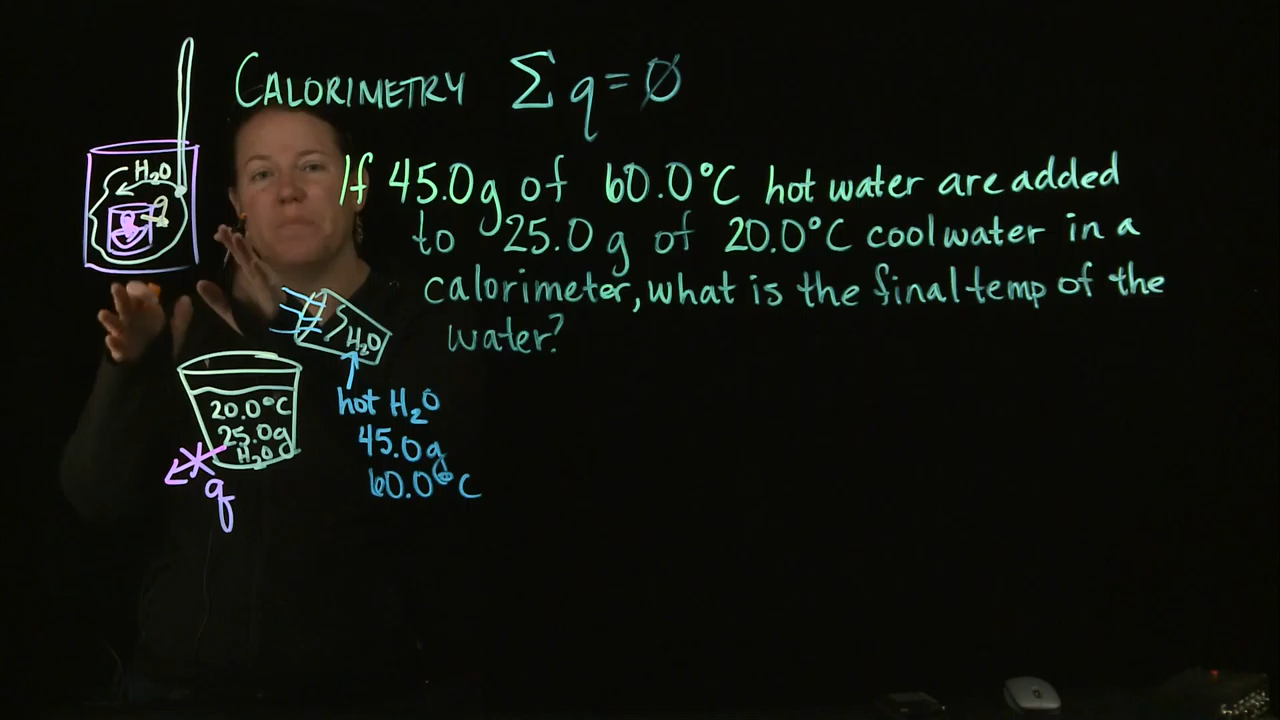 CALORIMETRY Σ q = Ø
If 45.0g of 60.0°C hot water are added
to 25.0 g of 20.0°C cool water in a
calorimeter, what is the final temp of the
water?
H₂O
H₂O
20.0°C
25.0g
H₂O
q
hot H₂O
45.0g
60.0°C